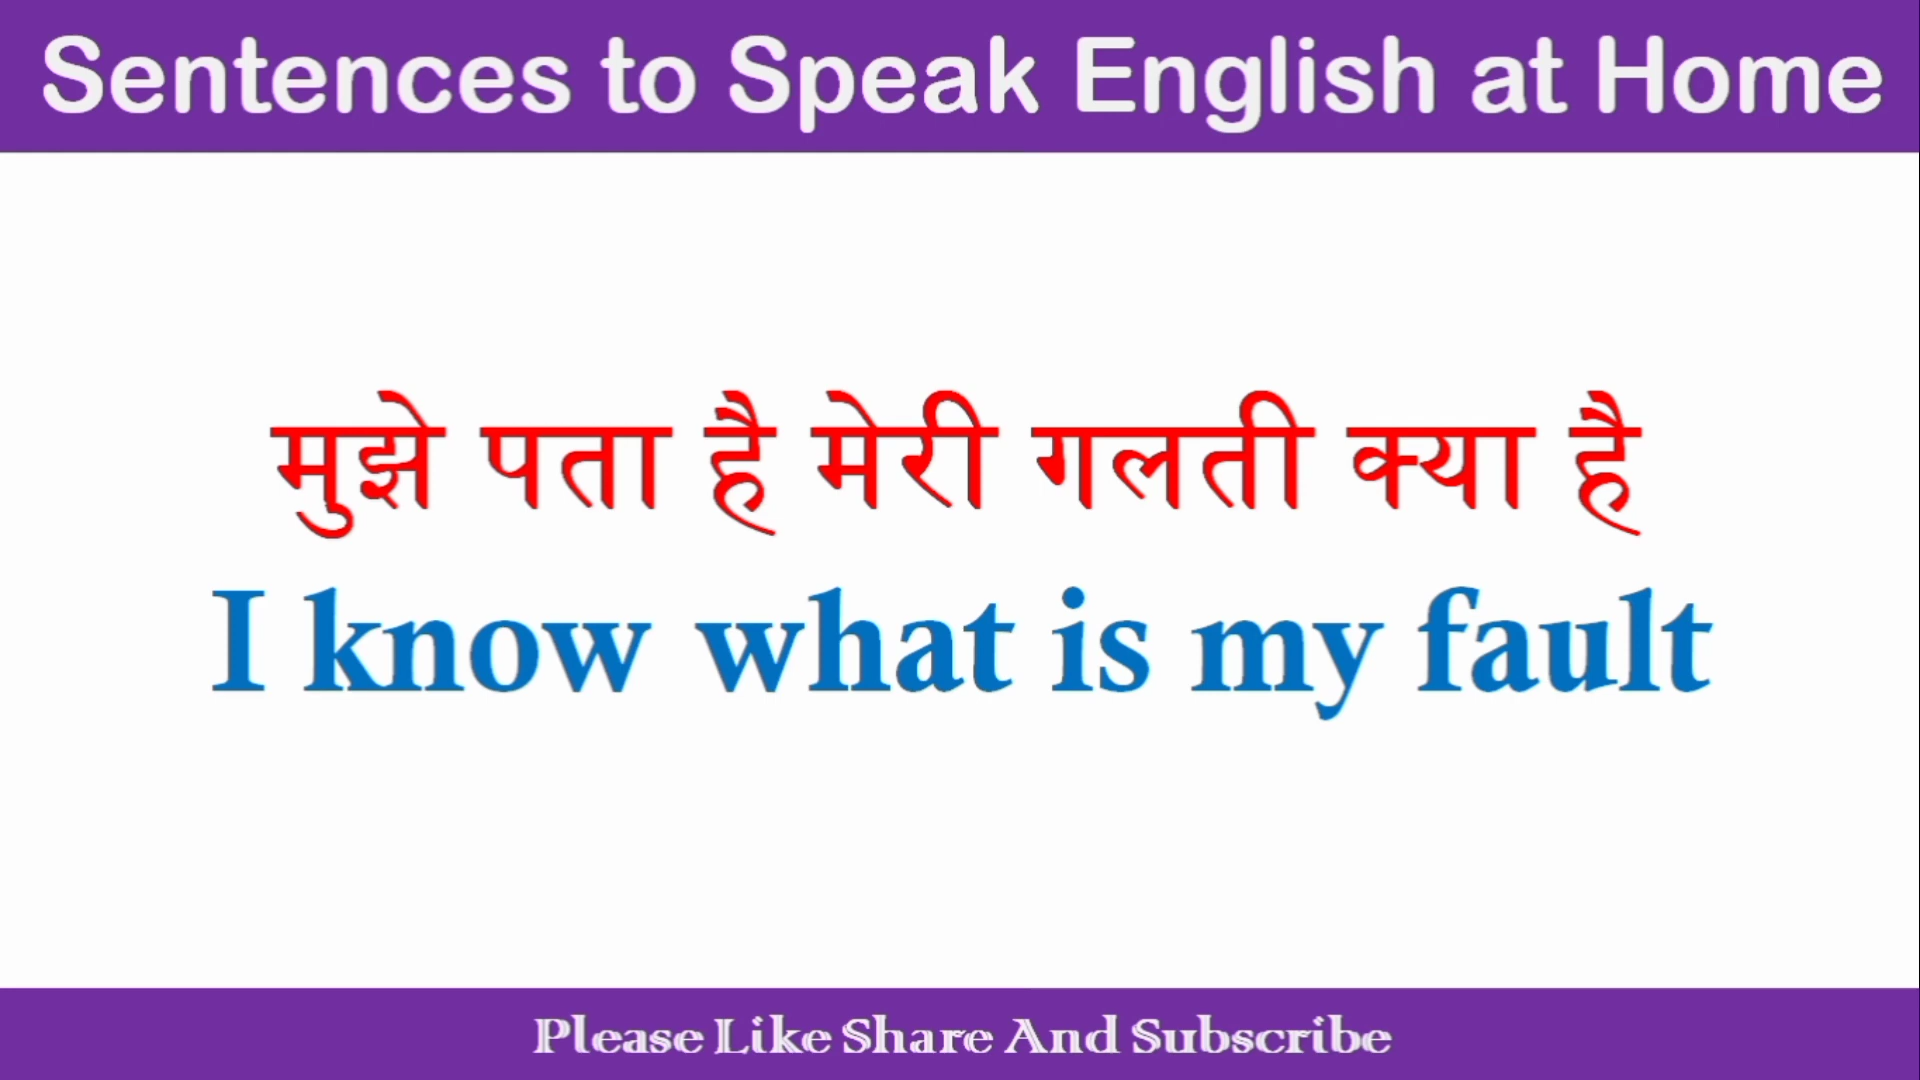 Sentences to Speak English at Home
मुझे पता है मेरी गलती क्या है
I know what is my fault
Please Like Share And Subscribe